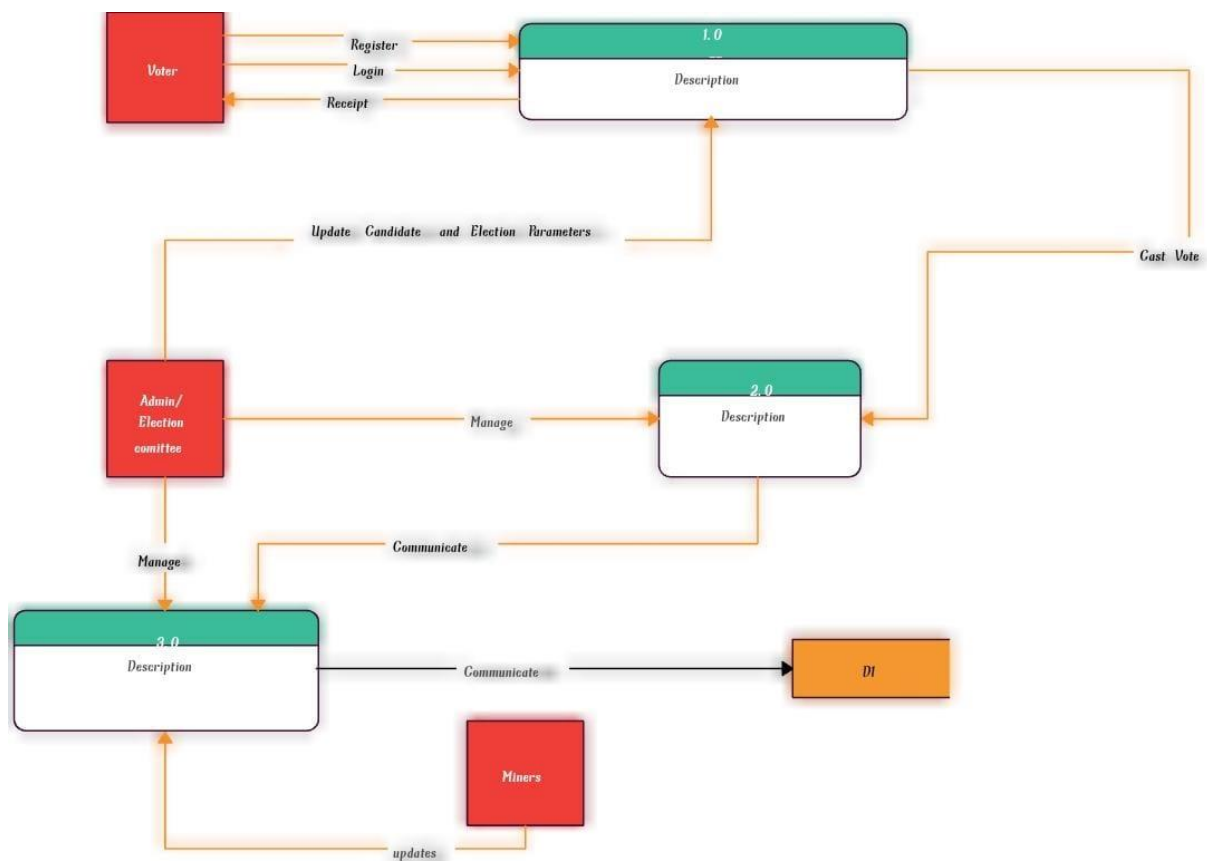 1.0
Voter
Register
Login
Receipt
Description
Update Candidate and Election Parameters
Cast Vote
Admin/
Election
comittee
Manage
2.0
Description
Communicate
Manage
3.0
Description
Communicate
D1
Miners
updates